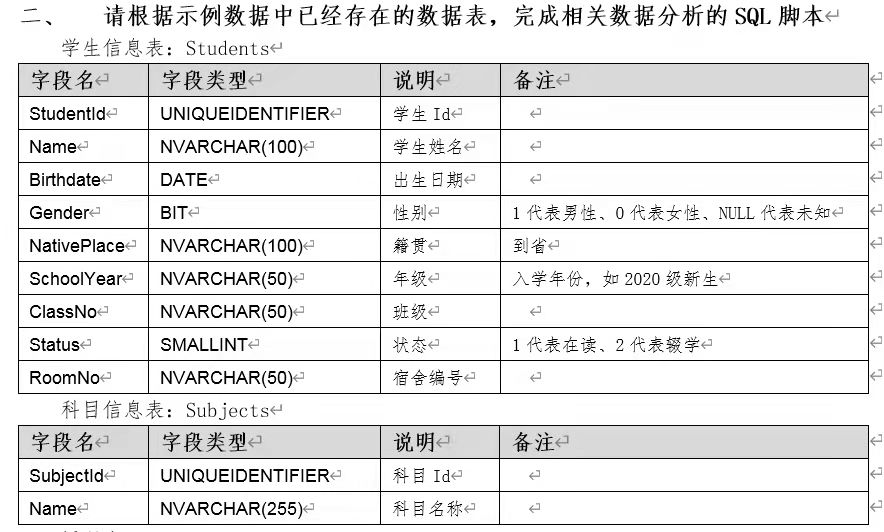 二、 请根据示例数据中已经存在的数据表，完成相关数据分析的 SQL 脚本↵
学生信息表：Students↵
字段名↵ 字段类型↵ 说明↵ 备注↵
StudentId↵ UNIQUEIDENTIFIER↵ 学生 Id↵ ↵
Name↵ NVARCHAR(100)↵ 学生姓名↵ ↵
Birthdate↵ DATE↵ 出生日期↵ ↵
Gender↵ BIT↵ 性别↵ 1 代表男性、0 代表女性、NULL 代表未知↵
NativePlace↵ NVARCHAR(100)↵ 籍贯↵ 到省↵
SchoolYear↵ NVARCHAR(50)↵ 年级↵ 入学年份，如 2020 级新生↵
ClassNo↵ NVARCHAR(50)↵ 班级↵ ↵
Status↵ SMALLINT↵ 状态↵ 1 代表在读、2 代表辍学↵
RoomNo↵ NVARCHAR(50)↵ 宿舍编号↵ ↵
科目信息表：Subjects↵
字段名↵ 字段类型↵ 说明↵ 备注↵
SubjectId↵ UNIQUEIDENTIFIER↵ 科目 Id↵ ↵
Name↵ NVARCHAR(255)↵ 科目名称↵ ↵